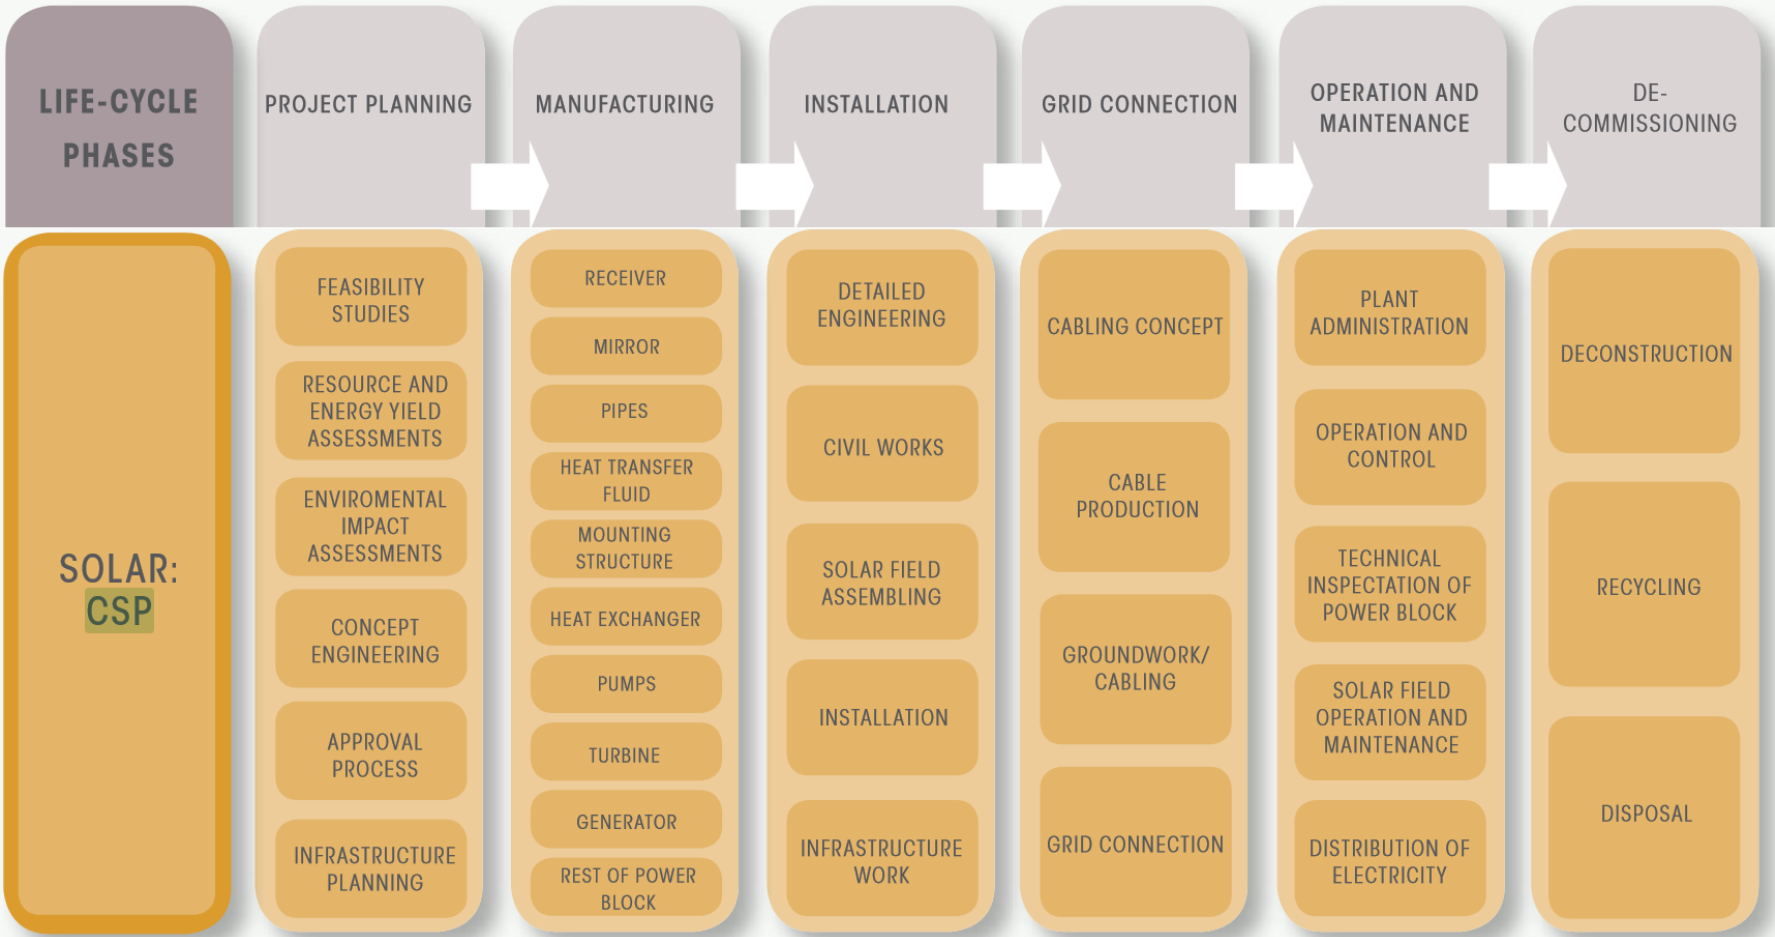 LIFE-CYCLE
PHASES
PROJECT PLANNING
MANUFACTURING
INSTALLATION
GRID CONNECTION
OPERATION AND
MAINTENANCE
DE-
COMMISSIONING
SOLAR:
CSP
FEASIBILITY
STUDIES
RESOURCE AND
ENERGY YIELD
ASSESSMENTS
ENVIROMENTAL
IMPACT
ASSESSMENTS
CONCEPT
ENGINEERING
APPROVAL
PROCESS
INFRASTRUCTURE
PLANNING
RECEIVER
MIRROR
PIPES
HEAT TRANSFER
FLUID
MOUNTING
STRUCTURE
HEAT EXCHANGER
PUMPS
TURBINE
GENERATOR
REST OF POWER
BLOCK
DETAILED
ENGINEERING
CIVIL WORKS
SOLAR FIELD
ASSEMBLING
INSTALLATION
INFRASTRUCTURE
WORK
CABLING CONCEPT
CABLE
PRODUCTION
GROUNDWORK/
CABLING
GRID CONNECTION
PLANT
ADMINISTRATION
OPERATION AND
CONTROL
TECHNICAL
INSPECTATION OF
POWER BLOCK
SOLAR FIELD
OPERATION AND
MAINTENANCE
DISTRIBUTION OF
ELECTRICITY
DECONSTRUCTION
RECYCLING
DISPOSAL